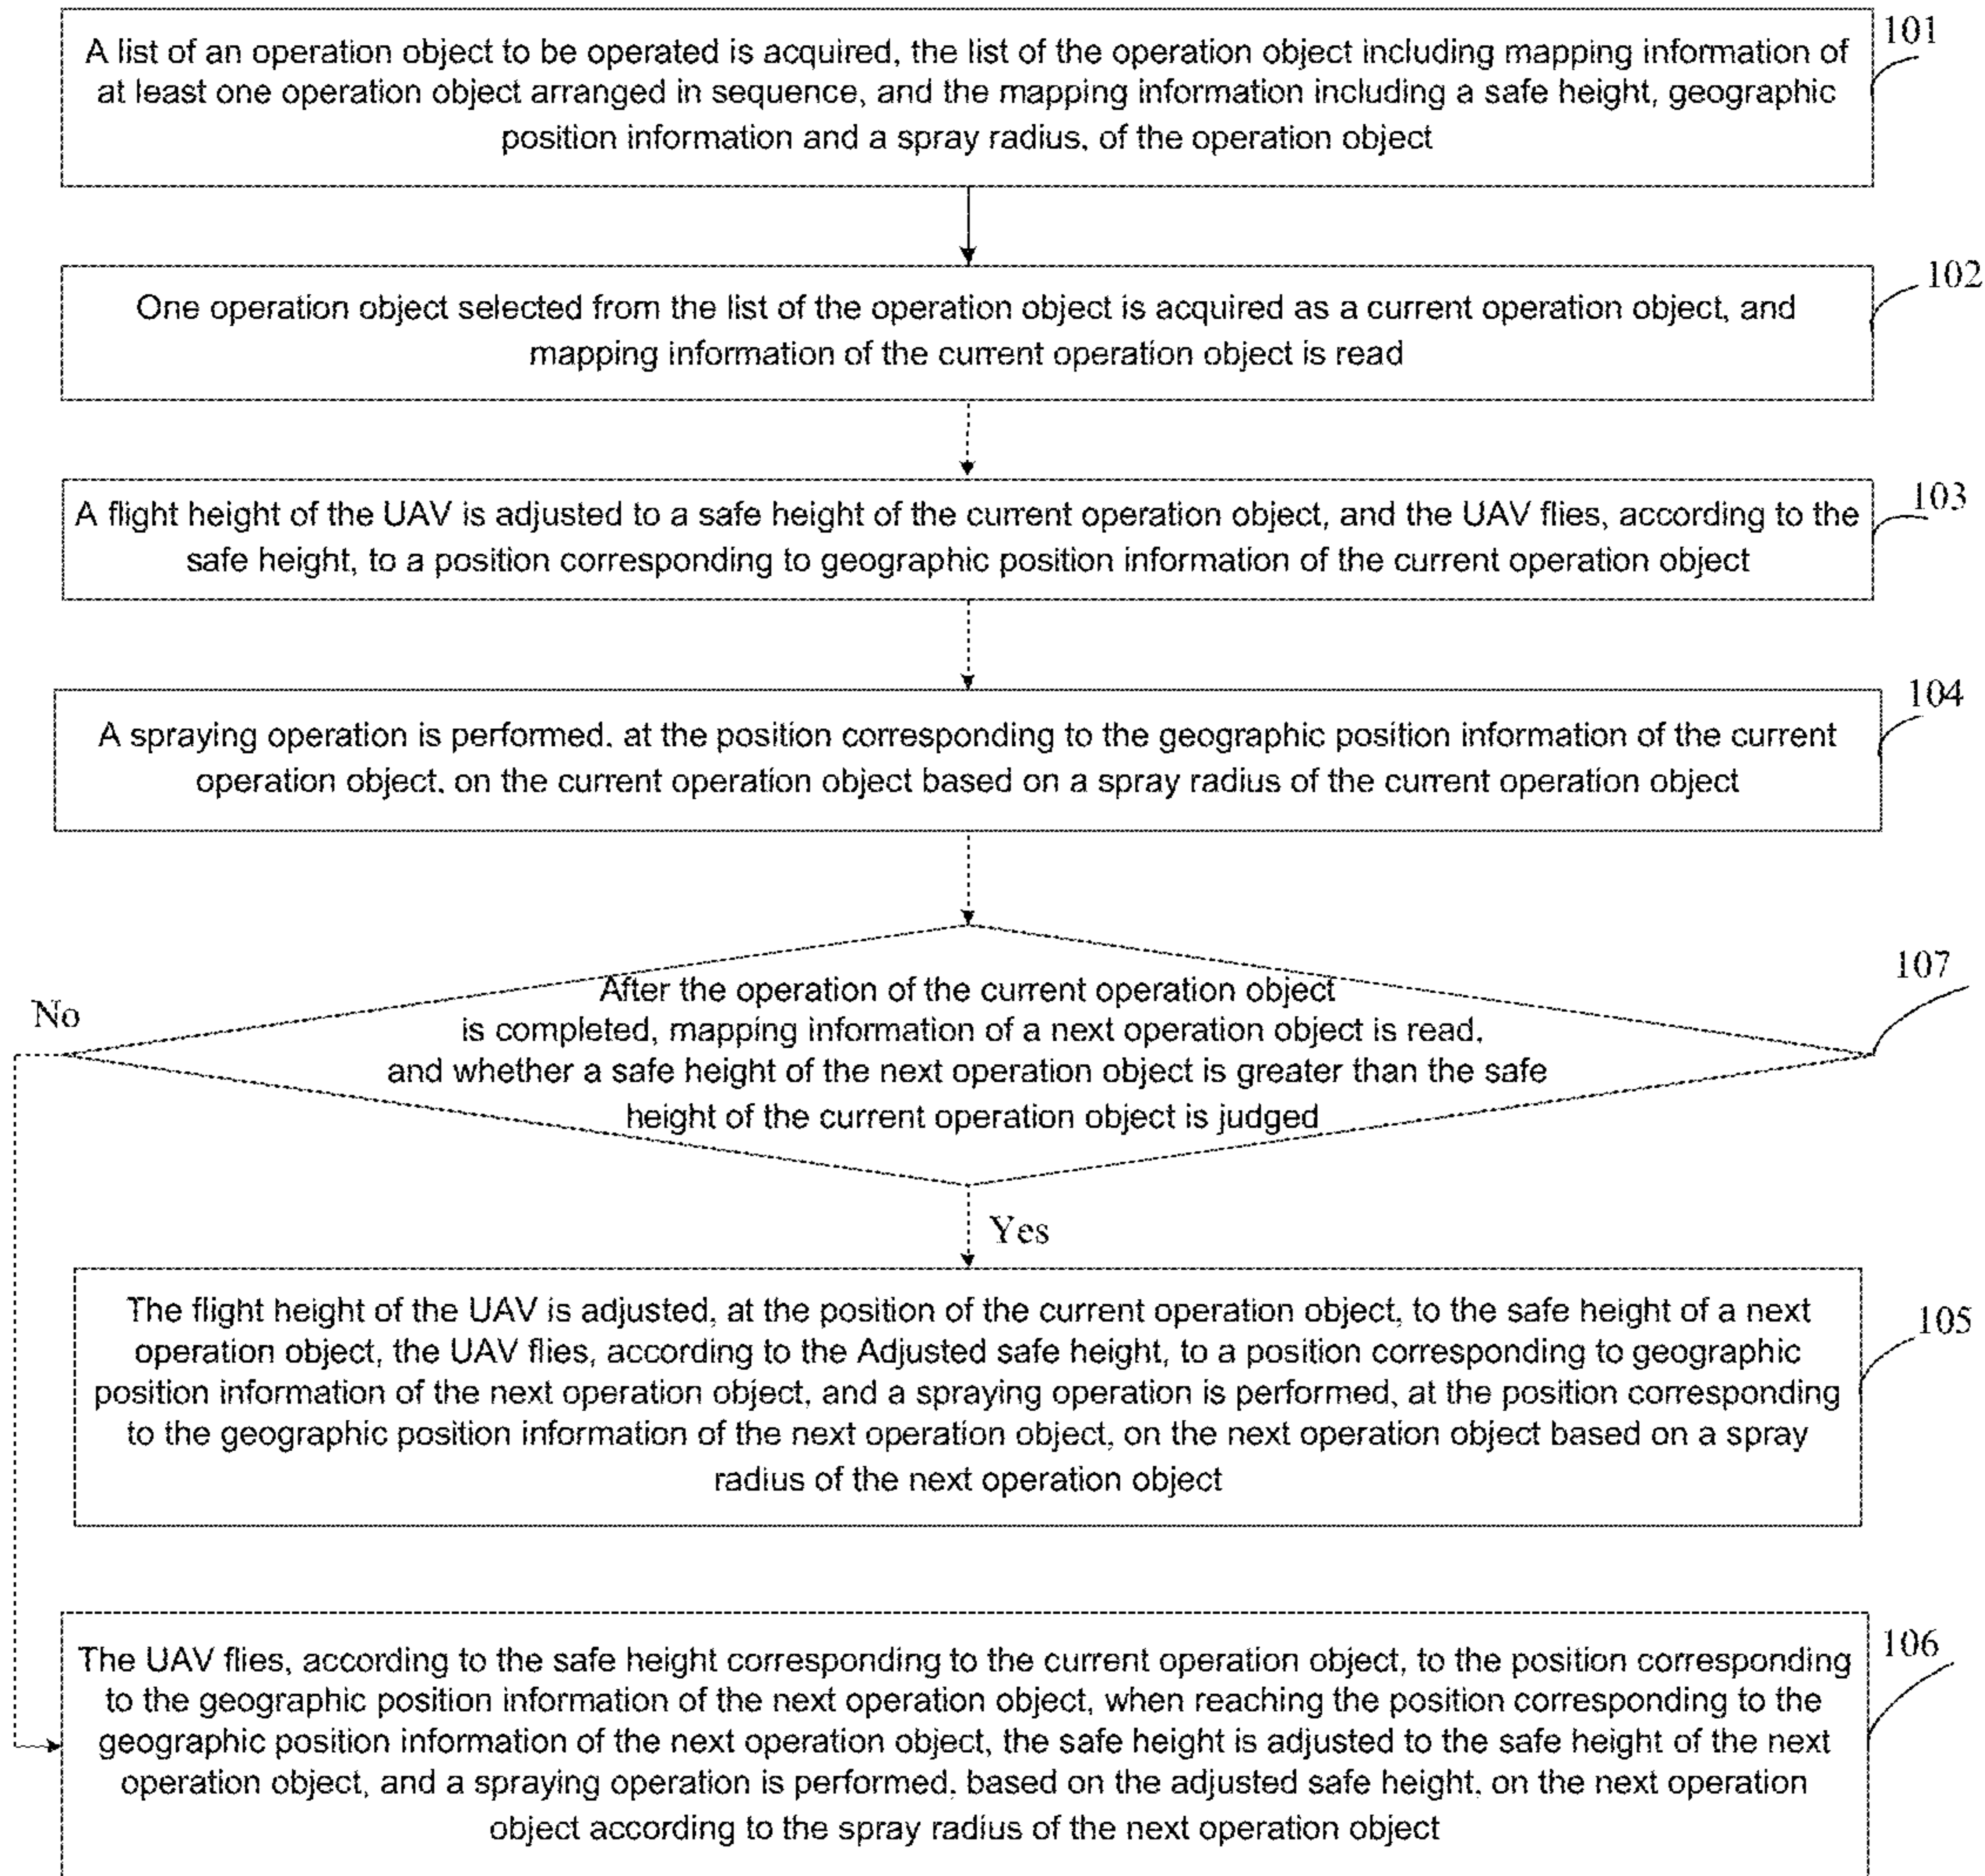 A list of an operation object to be operated is acquired, the list of the operation object including mapping information of
at least one operation object arranged in sequence, and the mapping information including a safe height, geographic
position information and a spray radius, of the operation object
101
One operation object selected from the list of the operation object is acquired as a current operation object, and
mapping information of the current operation object is read
102
A flight height of the UAV is adjusted to a safe height of the current operation object, and the UAV flies, according to the
safe height, to a position corresponding to geographic position information of the current operation object
103
A spraying operation is performed, at the position corresponding to the geographic position information of the current
operation object, on the current operation object based on a spray radius of the current operation object
104
After the operation of the current operation object
is completed, mapping information of a next operation object is read,
and whether a safe height of the next operation object is greater than the safe
height of the current operation object is judged
107
No
Yes
The flight height of the UAV is adjusted, at the position of the current operation object, to the safe height of a next
operation object, the UAV flies, according to the Adjusted safe height, to a position corresponding to geographic
position information of the next operation object, and a spraying operation is performed, at the position corresponding
to the geographic position information of the next operation object, on the next operation object based on a spray
radius of the next operation object
105
The UAV flies, according to the safe height corresponding to the current operation object, to the position corresponding
to the geographic position information of the next operation object, when reaching the position corresponding to the
geographic position information of the next operation object, the safe height is adjusted to the safe height of the next
operation object, and a spraying operation is performed, based on the adjusted safe height, on the next operation
object according to the spray radius of the next operation object
106